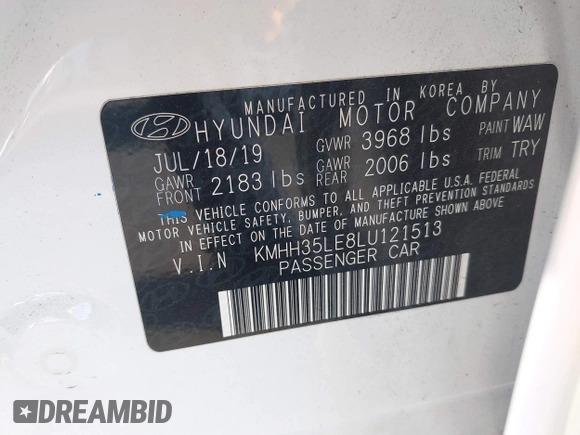 MANUFACTURED IN KOREA BY
HYUNDAI MOTOR COMPANY
JUL/18/19 GVWR 3968 lbs PAINT WAW
GAWR FRONT 2183 lbs GAWR REAR 2006 lbs TRIM TRY
THIS VEHICLE CONFORMS TO ALL APPLICABLE U.S.A. FEDERAL
MOTOR VEHICLE SAFETY, BUMPER, AND THEFT PREVENTION STANDARDS
IN EFFECT ON THE DATE OF MANUFACTURE SHOWN ABOVE.
V.I.N KMHH35LE8LU121513
PASSENGER CAR
DREAMBID